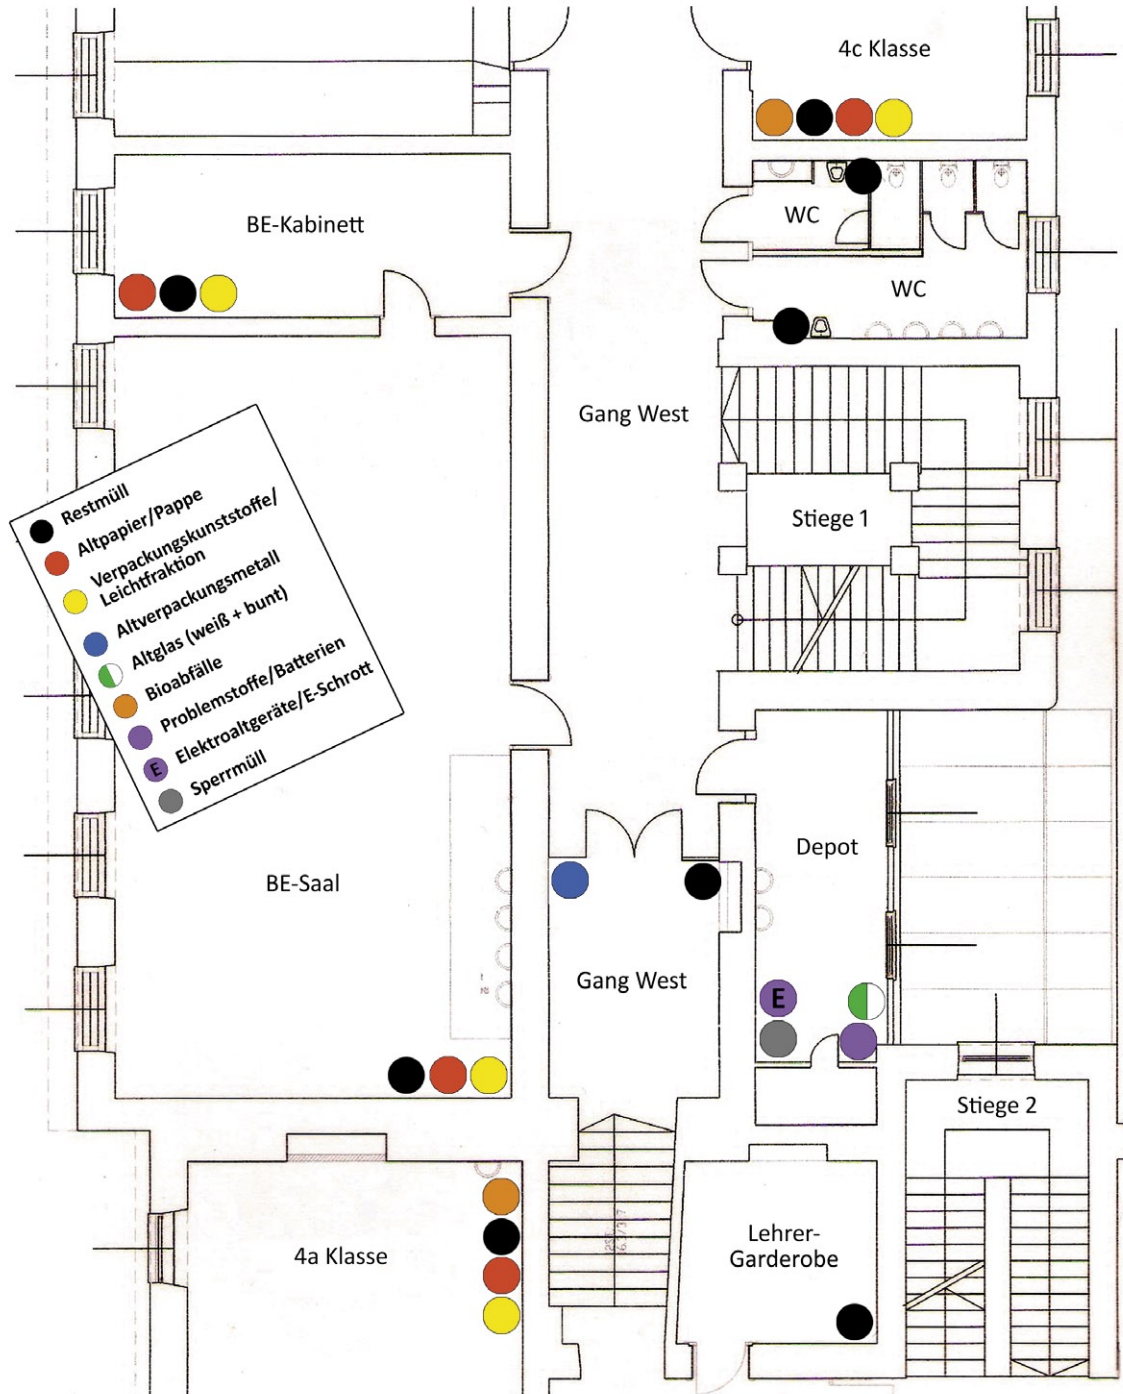 4c Klasse
BE-Kabinett
WC
WC
Gang West
Stiege 1
Restmüll
Altpapier/Pappe
Verpackungskunststoffe/
Leichtfraktion
Altverpackungsmetall
Altglas (weiß + bunt)
Bioabfälle
Problemstoffe/Batterien
E Elektroaltgeräte/E-Schrott
Sperrmüll
Depot
BE-Saal
Gang West
E
Stiege 2
4a Klasse
Lehrer-
Garderobe